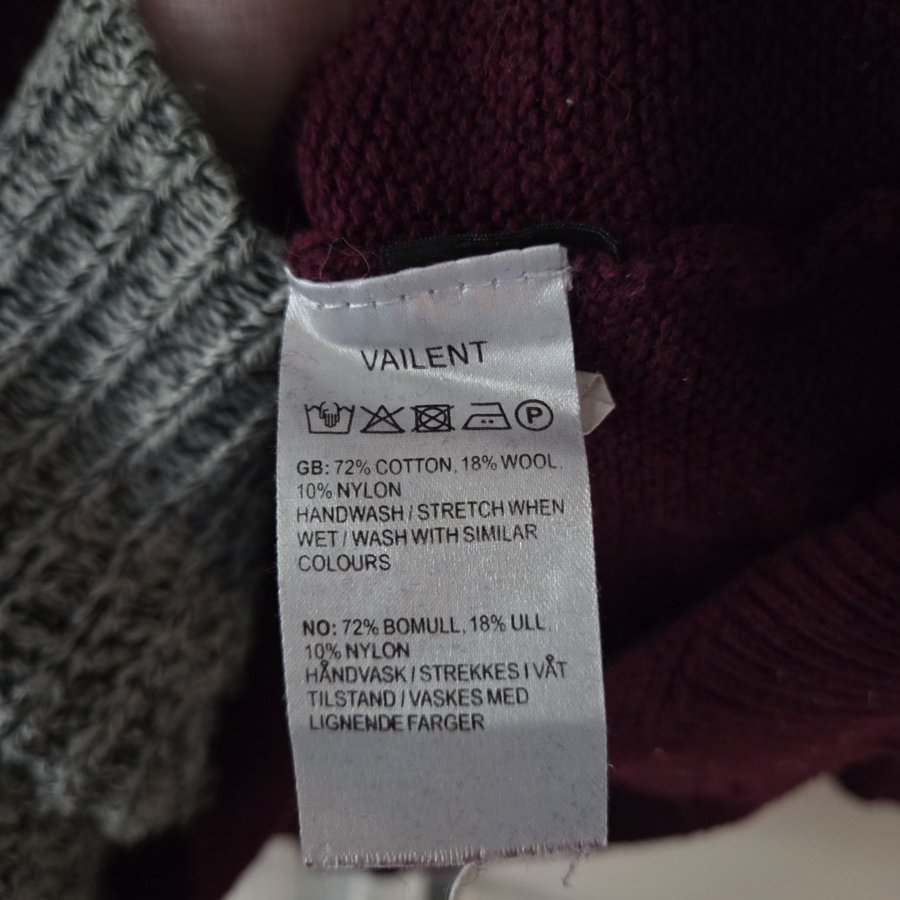 VAILENT
P
GB: 72% COTTON, 18% WOOL,
10% NYLON
HANDWASH / STRETCH WHEN
WET / WASH WITH SIMILAR
COLOURS
NO: 72% BOMULL, 18% ULL,
10% NYLON
HÅNDVASK / STREKKES I VÅT
TILSTAND / VASKES MED
LIGNENDE FARGER